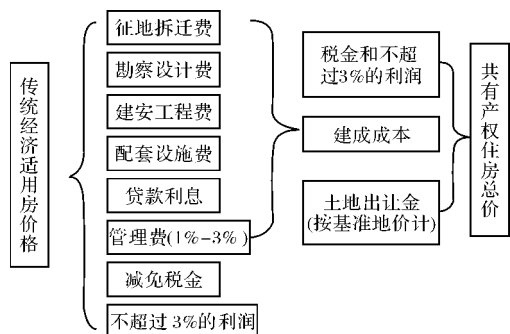 传统经济适用房价格
征地拆迁费
勘察设计费
建安工程费
配套设施费
贷款利息
管理费(1%-3%)
减免税金
不超过3%的利润
税金和不超
过3%的利润
建成成本
土地出让金
(按基准地价计)
共有产权住房总价